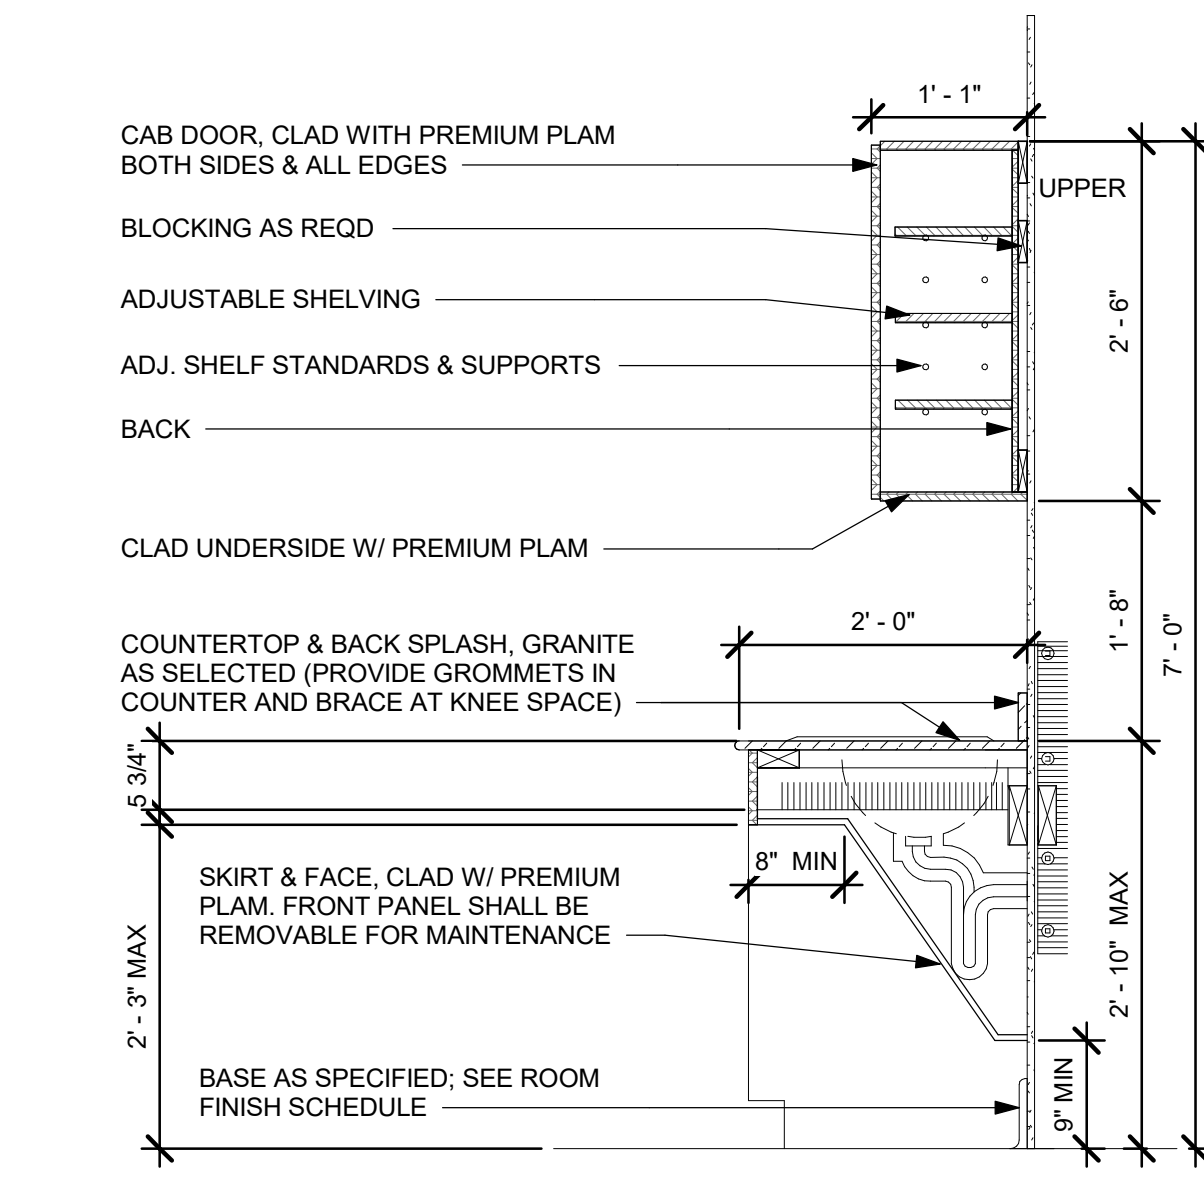 1' - 1"
CAB DOOR, CLAD WITH PREMIUM PLAM
BOTH SIDES & ALL EDGES
UPPER
BLOCKING AS REQD
ADJUSTABLE SHELVING
2' - 6"
ADJ. SHELF STANDARDS & SUPPORTS
BACK
CLAD UNDERSIDE W/ PREMIUM PLAM
2' - 0"
1' - 8"
7' - 0"
COUNTERTOP & BACK SPLASH, GRANITE
AS SELECTED (PROVIDE GROMMETS IN
COUNTER AND BRACE AT KNEE SPACE)
5 3/4"
8" MIN
SKIRT & FACE, CLAD W/ PREMIUM
PLAM. FRONT PANEL SHALL BE
REMOVABLE FOR MAINTENANCE
2' - 3" MAX
2' - 10" MAX
BASE AS SPECIFIED; SEE ROOM
FINISH SCHEDULE
9" MIN